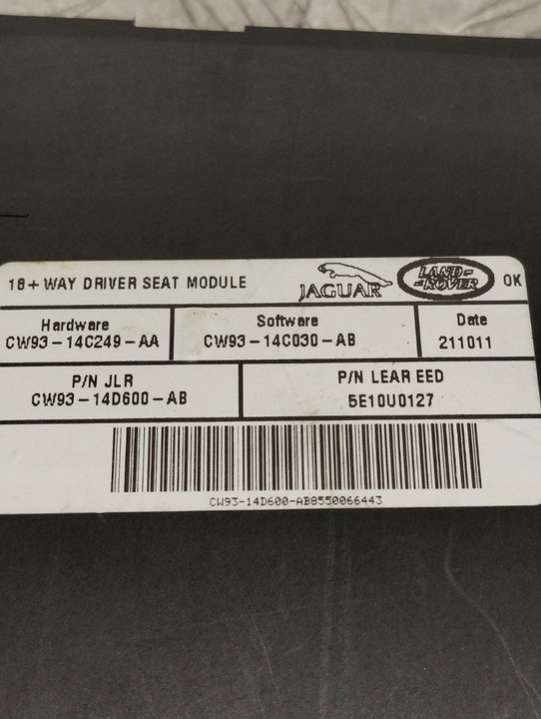 18+ WAY DRIVER SEAT MODULE
JAGUAR
LAND-
-ROVER
OK
Hardware
CW93-14C249-AA
Software
CW93-14C030-AB
Date
211011
P/N JLR
CW93-14D600-AB
P/N LEAR EED
5E10U0127
CW93-14D600-AB8550066443